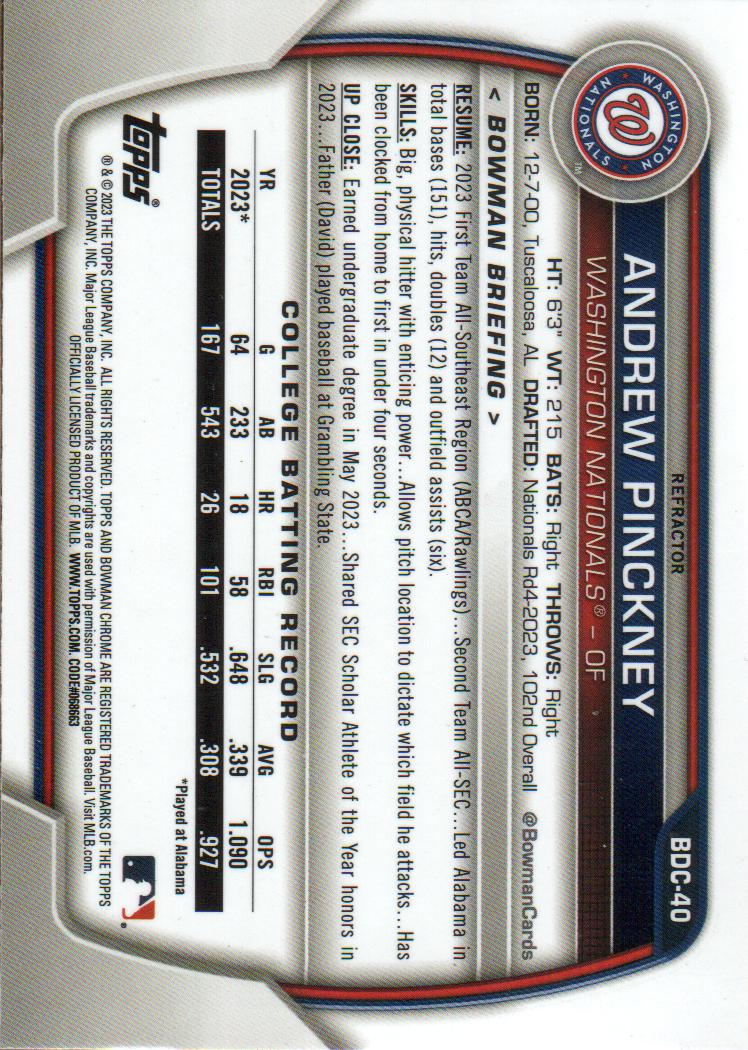 REFRACTOR
BDC-40
ANDREW PINCKNEY
WASHINGTON NATIONALS® – OF
WASHINGTON
W
NATIONALS
TM
HT: 6'3" WT: 215 BATS: Right THROWS: Right
BORN: 12-7-00, Tuscaloosa, AL DRAFTED: Nationals Rd4-2023, 102nd Overall @BowmanCards
< BOWMAN BRIEFING >
RESUME: 2023 First Team All-Southeast Region (ABCA/Rawlings)...Second Team All-SEC...Led Alabama in
total bases (151), hits, doubles (12) and outfield assists (six).
SKILLS: Big, physical hitter with enticing power...Allows pitch location to dictate which field he attacks...Has
been clocked from home to first in under four seconds.
UP CLOSE: Earned undergraduate degree in May 2023...Shared SEC Scholar Athlete of the Year honors in
2023...Father (David) played baseball at Grambling State.
COLLEGE BATTING RECORD
YR G AB HR RBI SLG AVG OPS
2023* 64 233 18 58 .648 .339 1.090
TOTALS 167 543 26 101 .532 .308 .927
*Played at Alabama
topps®
® & © 2023 THE TOPPS COMPANY, INC. ALL RIGHTS RESERVED. TOPPS AND BOWMAN CHROME ARE REGISTERED TRADEMARKS OF THE TOPPS
COMPANY, INC. Major League Baseball trademarks and copyrights are used with permission of Major League Baseball. Visit MLB.com.
OFFICIALLY LICENSED PRODUCT OF MLB. WWW.TOPPS.COM. CODE#068663
®